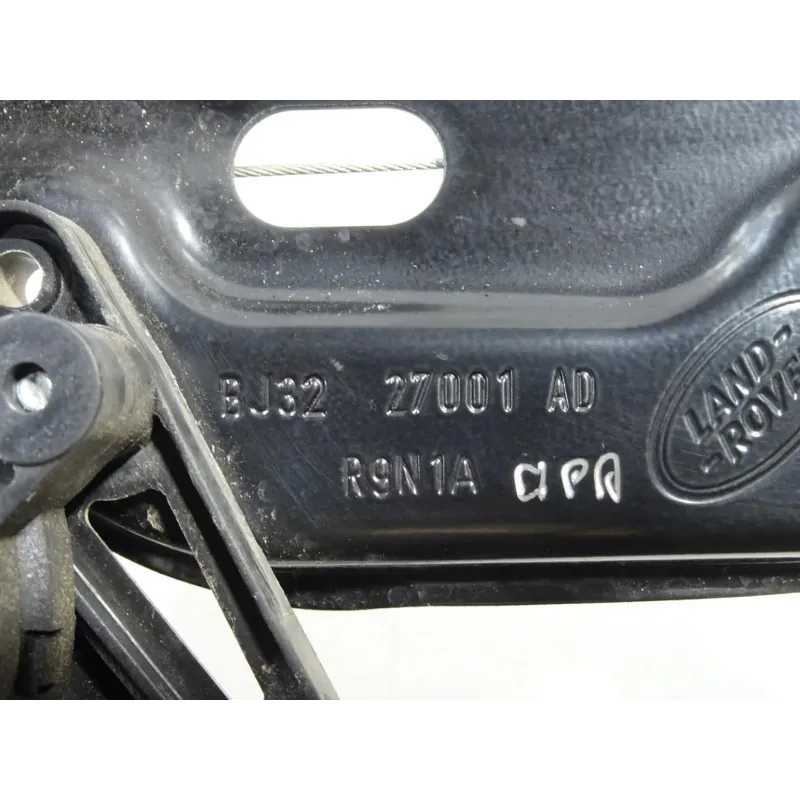 BJ32 27001 AD
LAND-
-ROVER
R9N1A